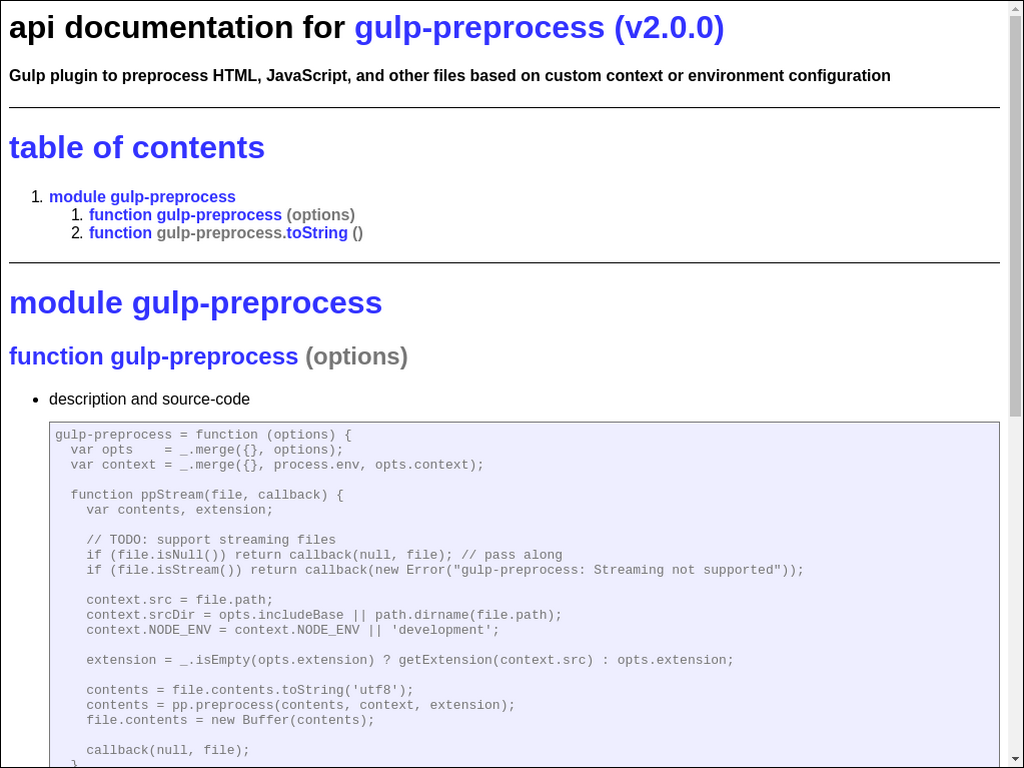 api documentation for gulp-preprocess (v2.0.0)
Gulp plugin to preprocess HTML, JavaScript, and other files based on custom context or environment configuration
table of contents
1. module gulp-preprocess
1. function gulp-preprocess (options)
2. function gulp-preprocess.toString ()
module gulp-preprocess
function gulp-preprocess (options)
• description and source-code
gulp-preprocess = function (options) {
  var opts    = _.merge({}, options);
  var context = _.merge({}, process.env, opts.context);
  function ppStream(file, callback) {
    var contents, extension;
    // TODO: support streaming files
    if (file.isNull()) return callback(null, file); // pass along
    if (file.isStream()) return callback(new Error("gulp-preprocess: Streaming not supported"));
    context.src = file.path;
    context.srcDir = opts.includeBase || path.dirname(file.path);
    context.NODE_ENV = context.NODE_ENV || 'development';
    extension = _.isEmpty(opts.extension) ? getExtension(context.src) : opts.extension;
    contents = file.contents.toString('utf8');
    contents = pp.preprocess(contents, context, extension);
    file.contents = new Buffer(contents);
    callback(null, file);
  }